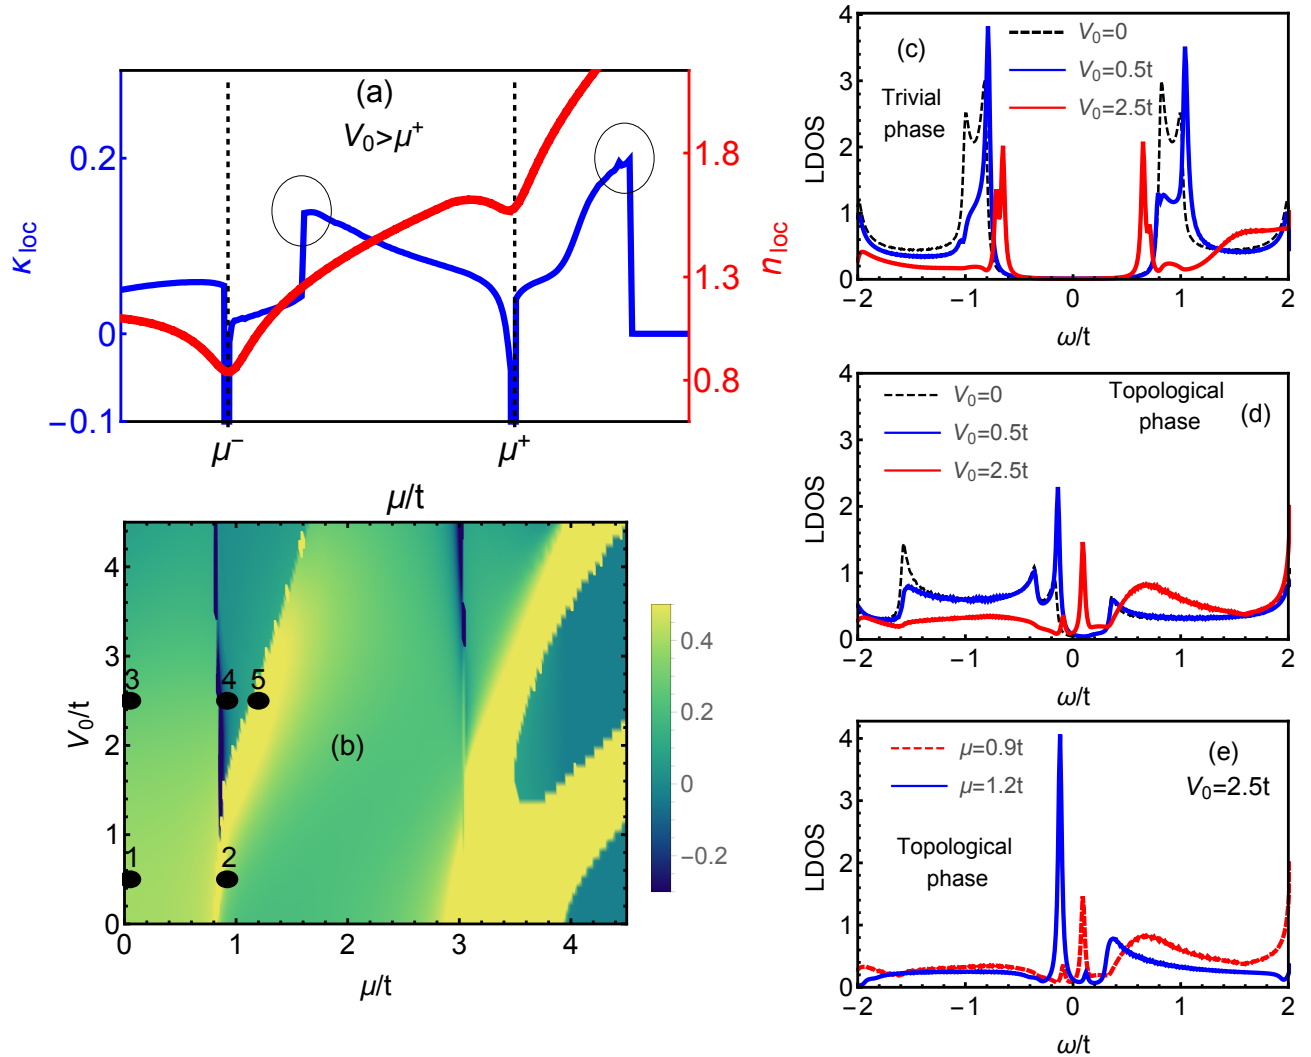 (a)
V₀>μ⁺
κ_loc
n_loc
0.2
0
−0.1
1.8
1.3
0.8
μ⁻
μ⁺
μ/t
(b)
V₀/t
4
3
2
1
0
0
1
2
3
4
μ/t
3
4
5
1
2
0.4
0.2
0
−0.2
(c)
Trivial
phase
V₀=0
V₀=0.5t
V₀=2.5t
LDOS
4
3
2
1
0
−2
−1
0
1
2
ω/t
(d)
Topological
phase
V₀=0
V₀=0.5t
V₀=2.5t
LDOS
4
3
2
1
0
−2
−1
0
1
2
ω/t
(e)
V₀=2.5t
μ=0.9t
μ=1.2t
Topological
phase
LDOS
4
3
2
1
0
−2
−1
0
1
2
ω/t